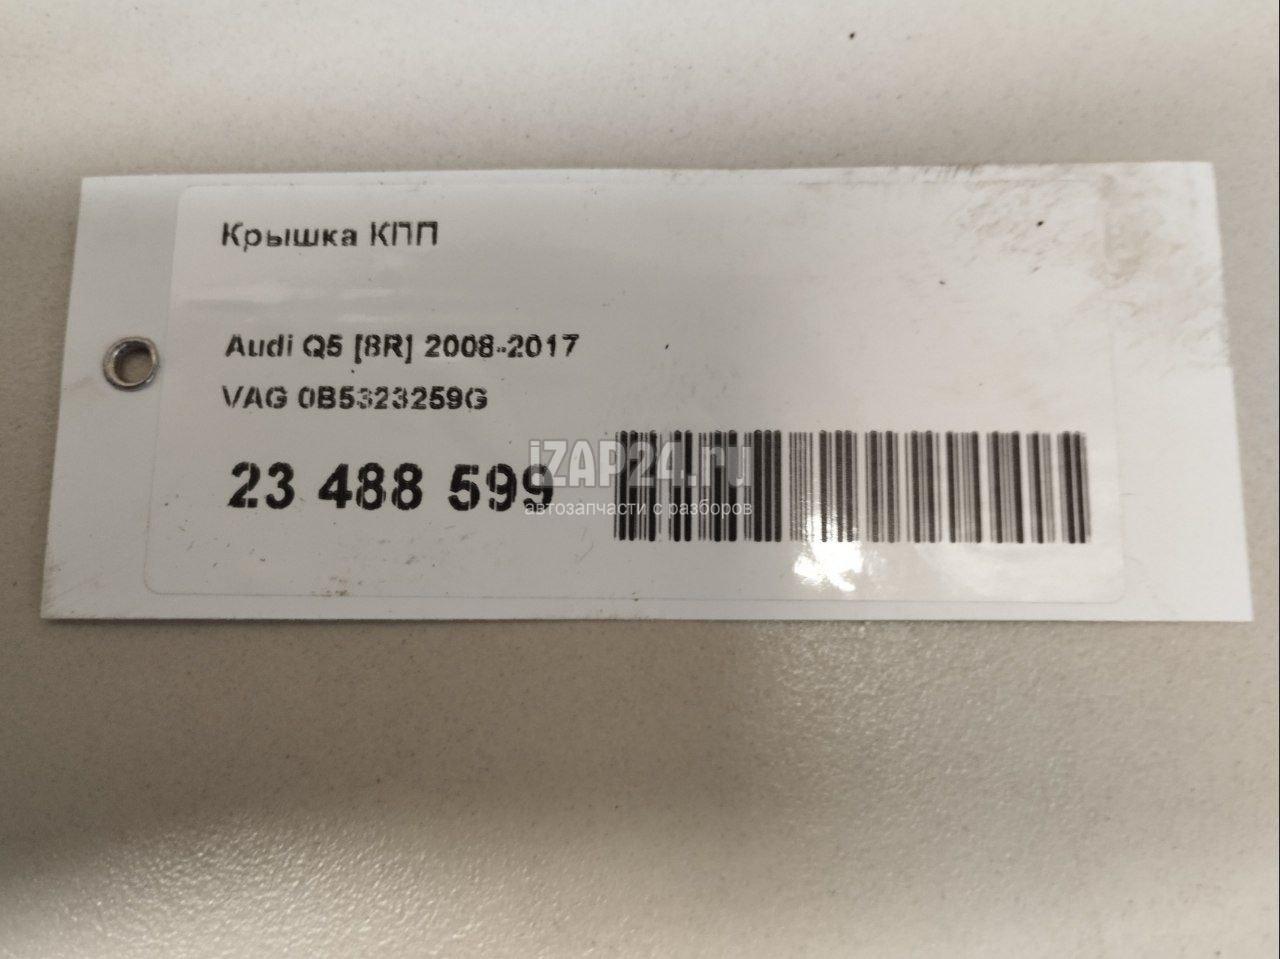 Крышка КПП
Audi Q5 [8R] 2008-2017
VAG 0B5323259G
23 488 599
iZAP24.ru
автозапчасти с разборов